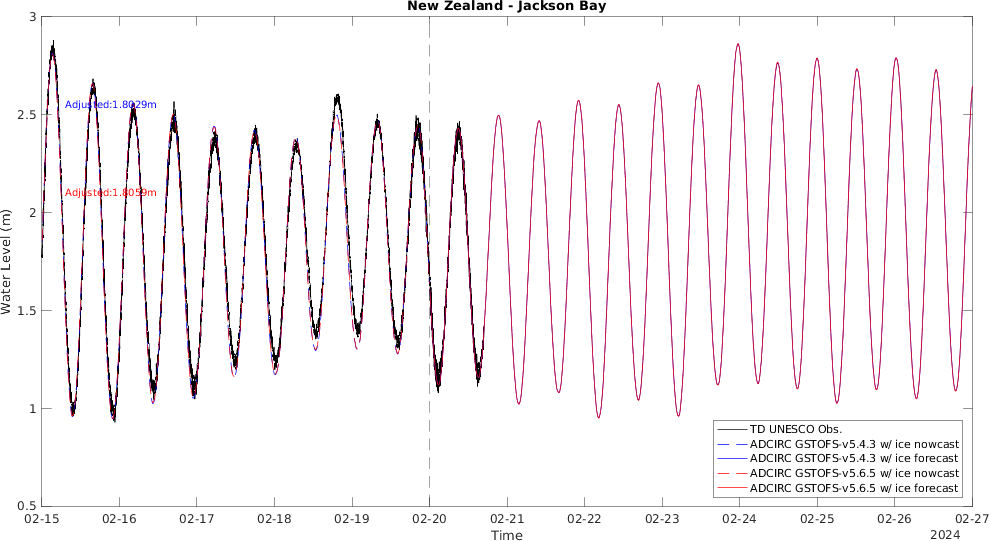 New Zealand - Jackson Bay
3
2.5
2
1.5
1
0.5
Water Level (m)
Adjusted:1.8029m
Adjusted:1.8059m
TD UNESCO Obs.
ADCIRC GSTOFS-v5.4.3 w/ ice nowcast
ADCIRC GSTOFS-v5.4.3 w/ ice forecast
ADCIRC GSTOFS-v5.6.5 w/ ice nowcast
ADCIRC GSTOFS-v5.6.5 w/ ice forecast
02-15 02-16 02-17 02-18 02-19 02-20 02-21 02-22 02-23 02-24 02-25 02-26 02-27
Time
2024